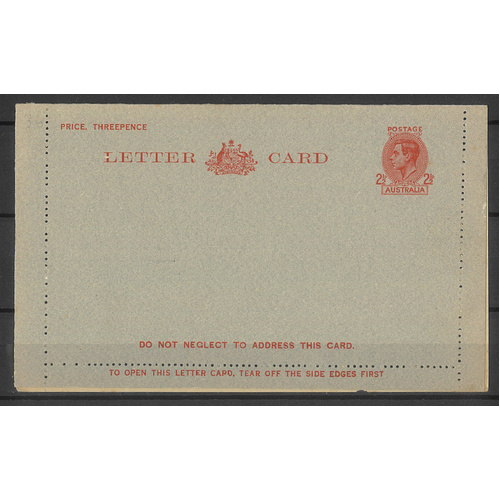 POSTAGE
PRICE, THREEPENCE
LETTER CARD
2½ 2½
AUSTRALIA
DO NOT NEGLECT TO ADDRESS THIS CARD.
TO OPEN THIS LETTER CARD, TEAR OFF THE SIDE EDGES FIRST